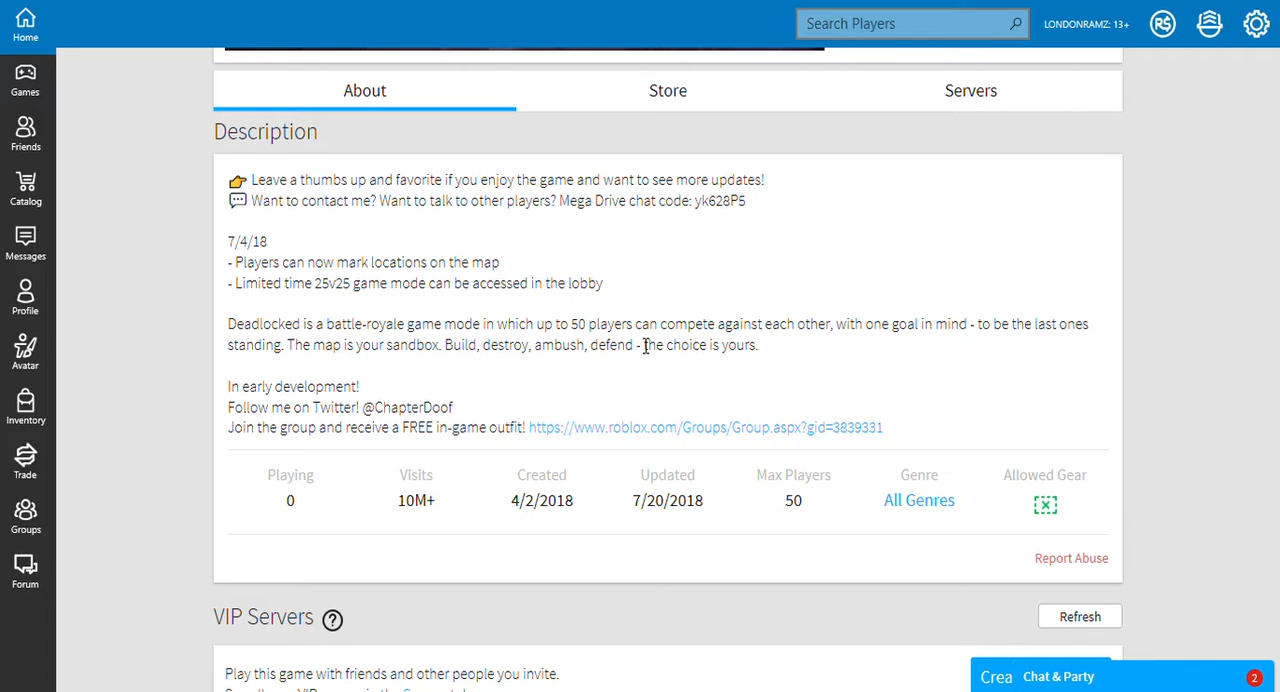 Home
Search Players
LONDONRAMZ: 13+
Games
Friends
Catalog
Messages
Profile
Avatar
Inventory
Trade
Groups
Forum
About Store Servers
Description
Leave a thumbs up and favorite if you enjoy the game and want to see more updates!
Want to contact me? Want to talk to other players? Mega Drive chat code: yk628P5
7/4/18
- Players can now mark locations on the map
- Limited time 25v25 game mode can be accessed in the lobby
Deadlocked is a battle-royale game mode in which up to 50 players can compete against each other, with one goal in mind - to be the last ones
standing. The map is your sandbox. Build, destroy, ambush, defend - the choice is yours.
In early development!
Follow me on Twitter! @ChapterDoof
Join the group and receive a FREE in-game outfit! https://www.roblox.com/Groups/Group.aspx?gid=3839331
Playing Visits Created Updated Max Players Genre Allowed Gear
0 10M+ 4/2/2018 7/20/2018 50 All Genres
Report Abuse
VIP Servers ?
Refresh
Play this game with friends and other people you invite.
Crea Chat & Party 2